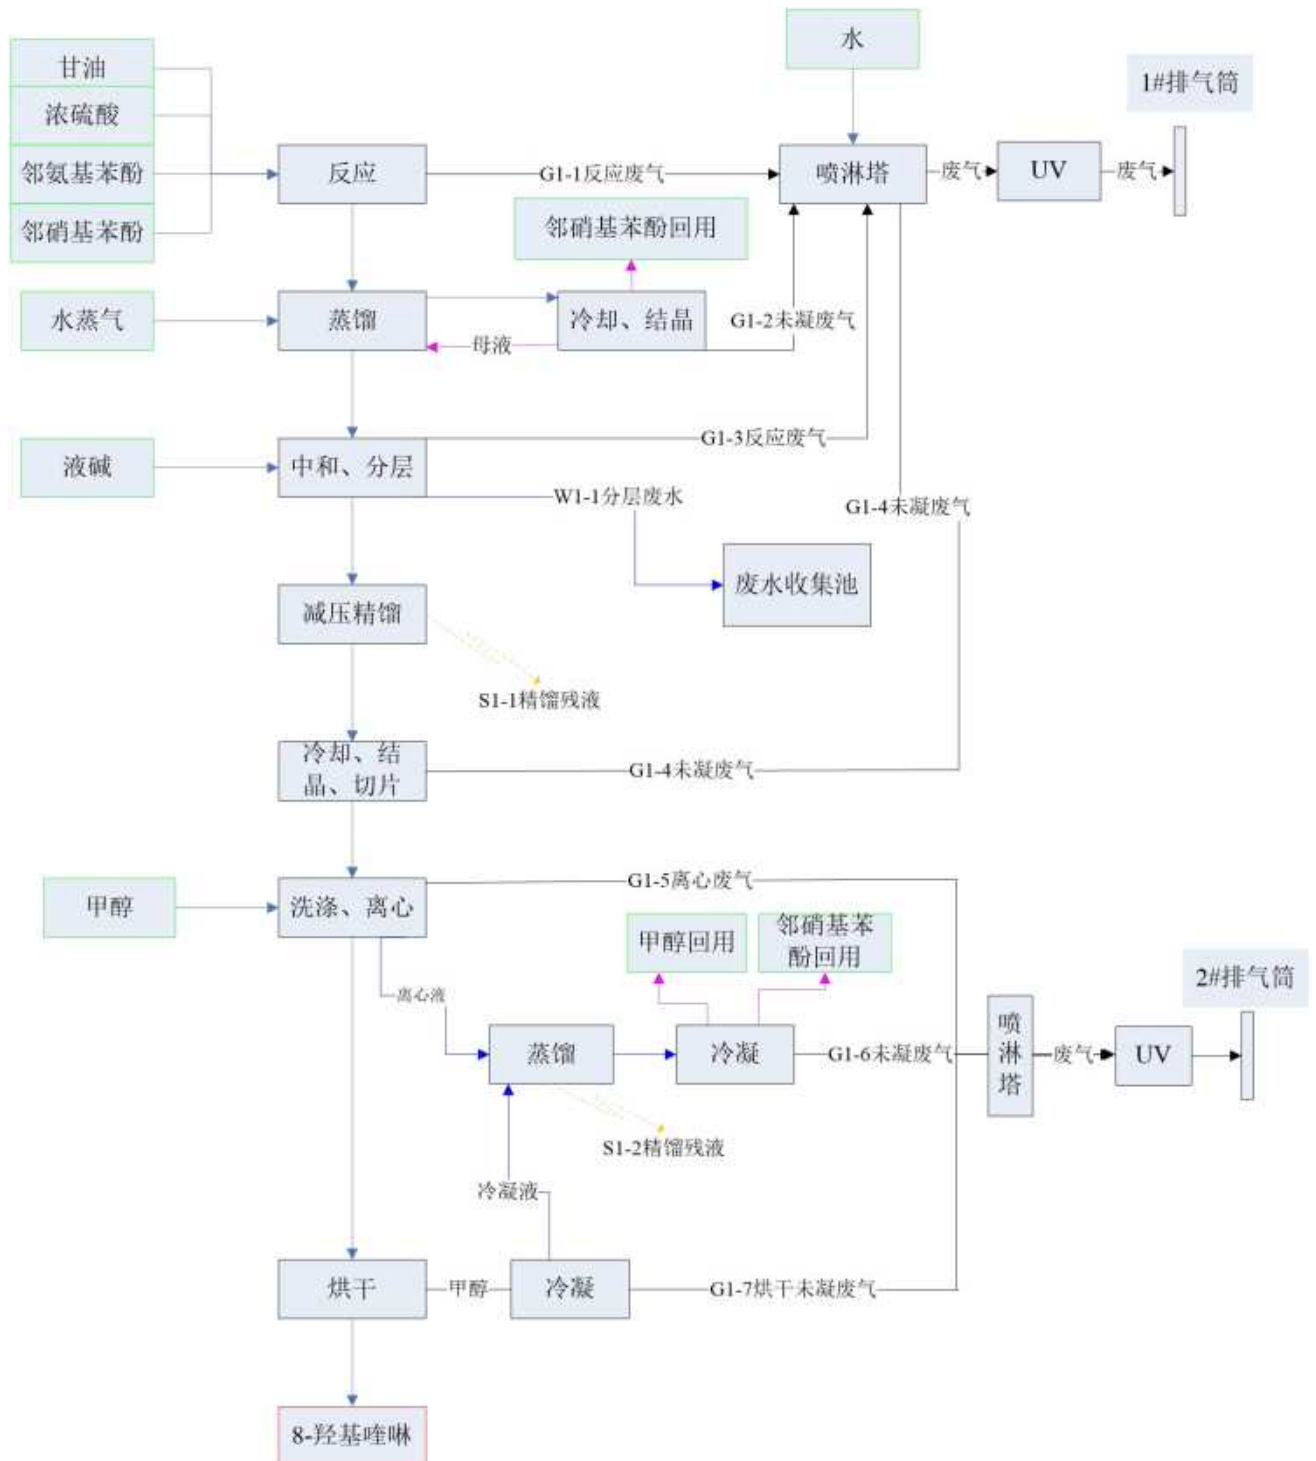 水
甘油
1#排气筒
浓硫酸
邻氨基苯酚
反应
G1-1反应废气
喷淋塔
废气
UV
废气
邻硝基苯酚
邻硝基苯酚回用
水蒸气
蒸馏
冷却、结晶
G1-2未凝废气
母液
液碱
中和、分层
G1-3反应废气
W1-1分层废水
G1-4未凝废气
废水收集池
减压精馏
S1-1精馏残液
冷却、结
晶、切片
G1-4未凝废气
甲醇
洗涤、离心
G1-5离心废气
甲醇回用
邻硝基苯
酚回用
2#排气筒
离心液
蒸馏
冷凝
G1-6未凝废气
喷
淋
塔
废气
UV
S1-2精馏残液
冷凝液
烘干
甲醇
冷凝
G1-7烘干未凝废气
8-羟基喹啉